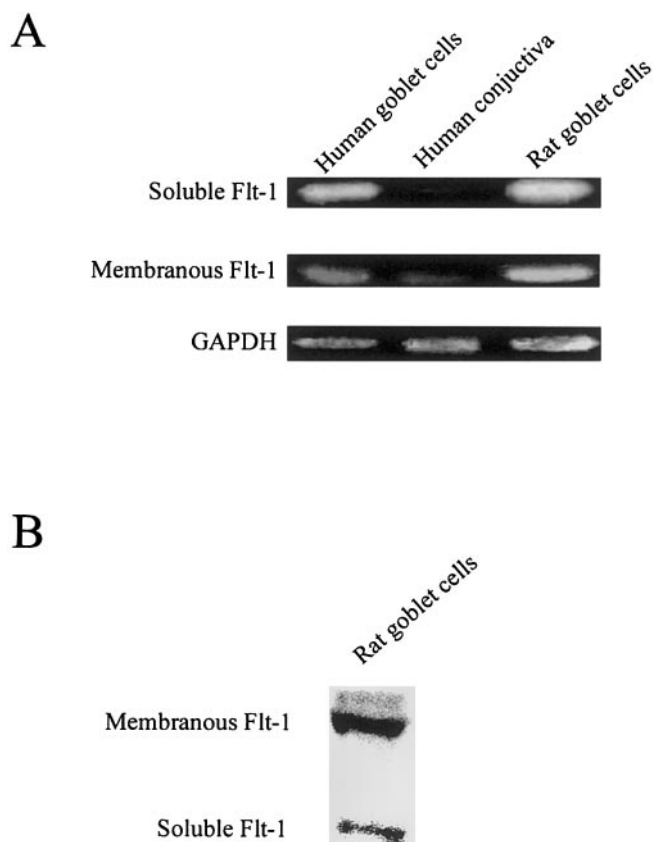 A
Human goblet cells
Human conjuctiva
Rat goblet cells
Soluble Flt-1
Membranous Flt-1
GAPDH
B
Rat goblet cells
Membranous Flt-1
Soluble Flt-1